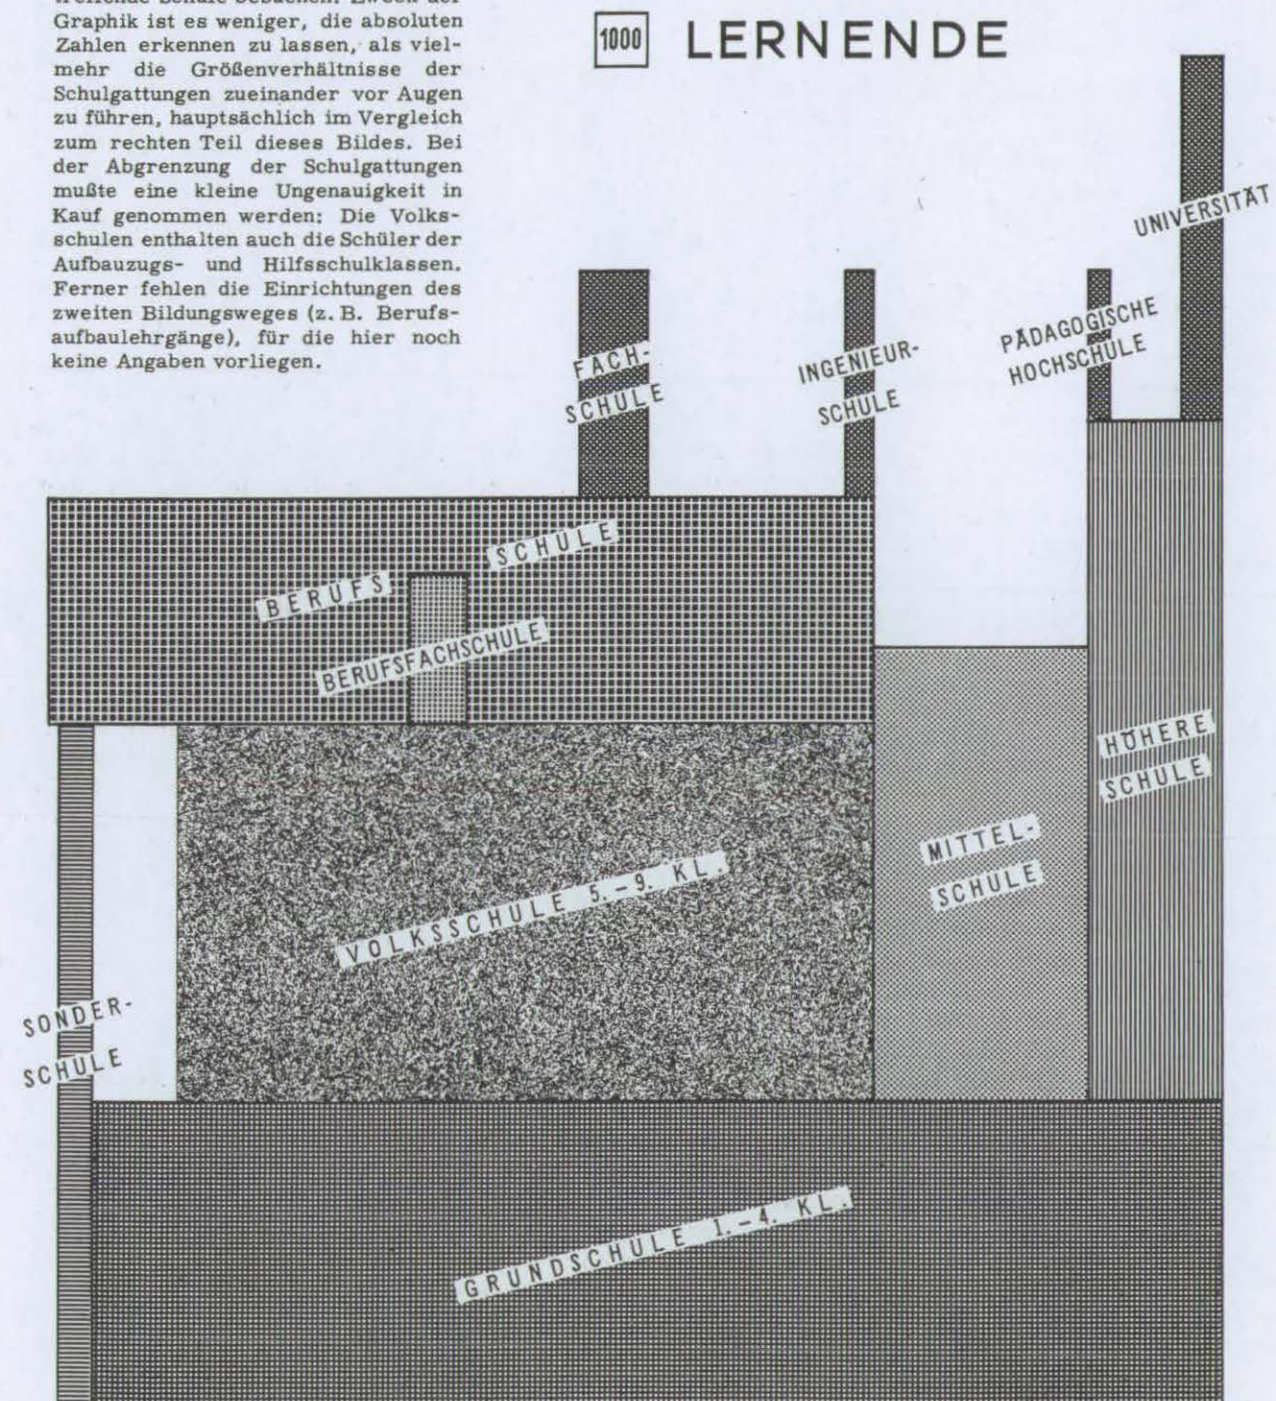 treffende Schule besuchen. Zweck der
Graphik ist es weniger, die absoluten
Zahlen erkennen zu lassen, als viel-
mehr die Größenverhältnisse der
Schulgattungen zueinander vor Augen
zu führen, hauptsächlich im Vergleich
zum rechten Teil dieses Bildes. Bei
der Abgrenzung der Schulgattungen
mußte eine kleine Ungenauigkeit in
Kauf genommen werden: Die Volks-
schulen enthalten auch die Schüler der
Aufbauzugs- und Hilfsschulklassen.
Ferner fehlen die Einrichtungen des
zweiten Bildungsweges (z. B. Berufs-
aufbaulehrgänge), für die hier noch
keine Angaben vorliegen.
1000 LERNENDE
UNIVERSITÄT
PÄDAGOGISCHE
HOCHSCHULE
INGENIEUR-
SCHULE
FACH-
SCHULE
BERUFS SCHULE
BERUFSFACHSCHULE
HÖHERE
SCHULE
MITTEL-
SCHULE
VOLKSSCHULE 5.-9. KL.
SONDER-
SCHULE
GRUNDSCHULE 1.-4. KL.